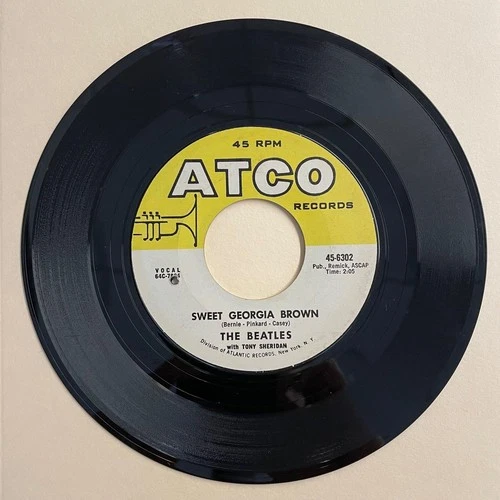 45 RPM
ATCO
RECORDS
45-6302
Pub., Remick, ASCAP
Time: 2:05
VOCAL
SWEET GEORGIA BROWN
(Bernie - Pinkard - Casey)
THE BEATLES
with TONY SHERIDAN
Division of ATLANTIC RECORDS, New York, N. Y.